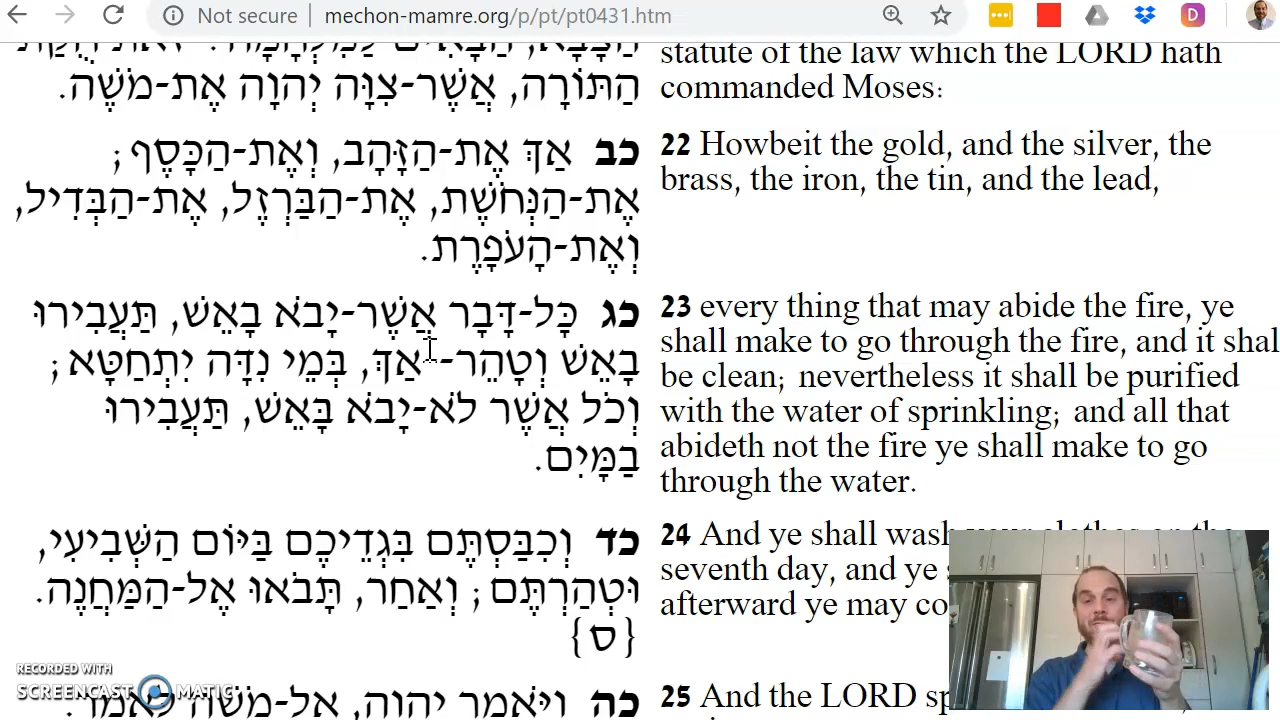 Not secure | mechon-mamre.org/p/pt/pt0431.htm
הַתּוֹרָה, אֲשֶׁר-צִוָּה יְהוָה אֶת-מֹשֶׁה.
כב אַךְ אֶת-הַזָּהָב, וְאֶת-הַכָּסֶף;
אֶת-הַנְּחֹשֶׁת, אֶת-הַבַּרְזֶל, אֶת-הַבְּדִיל,
וְאֶת-הָעֹפָרֶת.
כג כָּל-דָּבָר אֲשֶׁר-יָבֹא בָאֵשׁ, תַּעֲבִירוּ
בָאֵשׁ וְטָהֵר--אַךְ, בְּמֵי נִדָּה יִתְחַטָּא;
וְכֹל אֲשֶׁר לֹא-יָבֹא בָּאֵשׁ, תַּעֲבִירוּ
בַמָּיִם.
כד וְכִבַּסְתֶּם בִּגְדֵיכֶם בַּיּוֹם הַשְּׁבִיעִי,
וּטְהַרְתֶּם; וְאַחַר, תָּבֹאוּ אֶל-הַמַּחֲנֶה.
{ס}
כה וַיֹּאמֶר יְהוָה, אֶל-מֹשֶׁה לֵּאמֹר.
statute of the law which the LORD hath
commanded Moses:
22 Howbeit the gold, and the silver, the
brass, the iron, the tin, and the lead,
23 every thing that may abide the fire, ye
shall make to go through the fire, and it shal
be clean; nevertheless it shall be purified
with the water of sprinkling; and all that
abideth not the fire ye shall make to go
through the water.
24 And ye shall wash your clothes on the
seventh day, and ye
afterward ye may co
25 And the LORD sp
RECORDED WITH
SCREENCAST MATIC